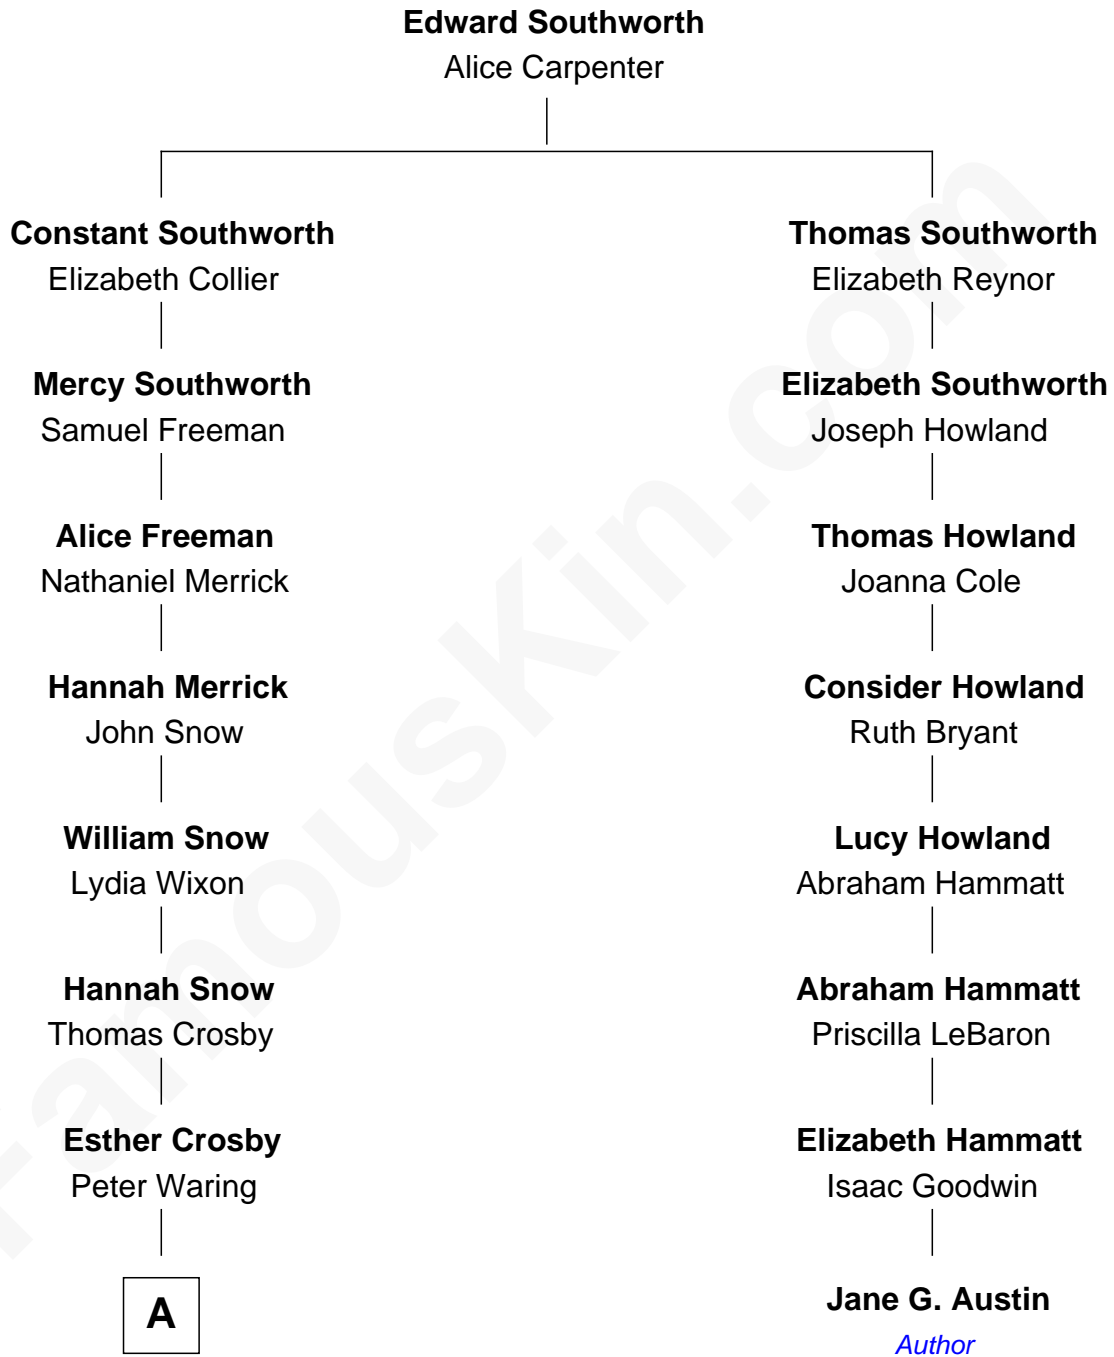 Edward Southworth
Alice Carpenter
Constant Southworth
Elizabeth Collier
Thomas Southworth
Elizabeth Reynor
Mercy Southworth
Samuel Freeman
Elizabeth Southworth
Joseph Howland
Alice Freeman
Nathaniel Merrick
Thomas Howland
Joanna Cole
Hannah Merrick
John Snow
Consider Howland
Ruth Bryant
William Snow
Lydia Wixon
Lucy Howland
Abraham Hammatt
Hannah Snow
Thomas Crosby
Abraham Hammatt
Priscilla LeBaron
Esther Crosby
Peter Waring
Elizabeth Hammatt
Isaac Goodwin
A
Jane G. Austin
Author
FamousKin.com